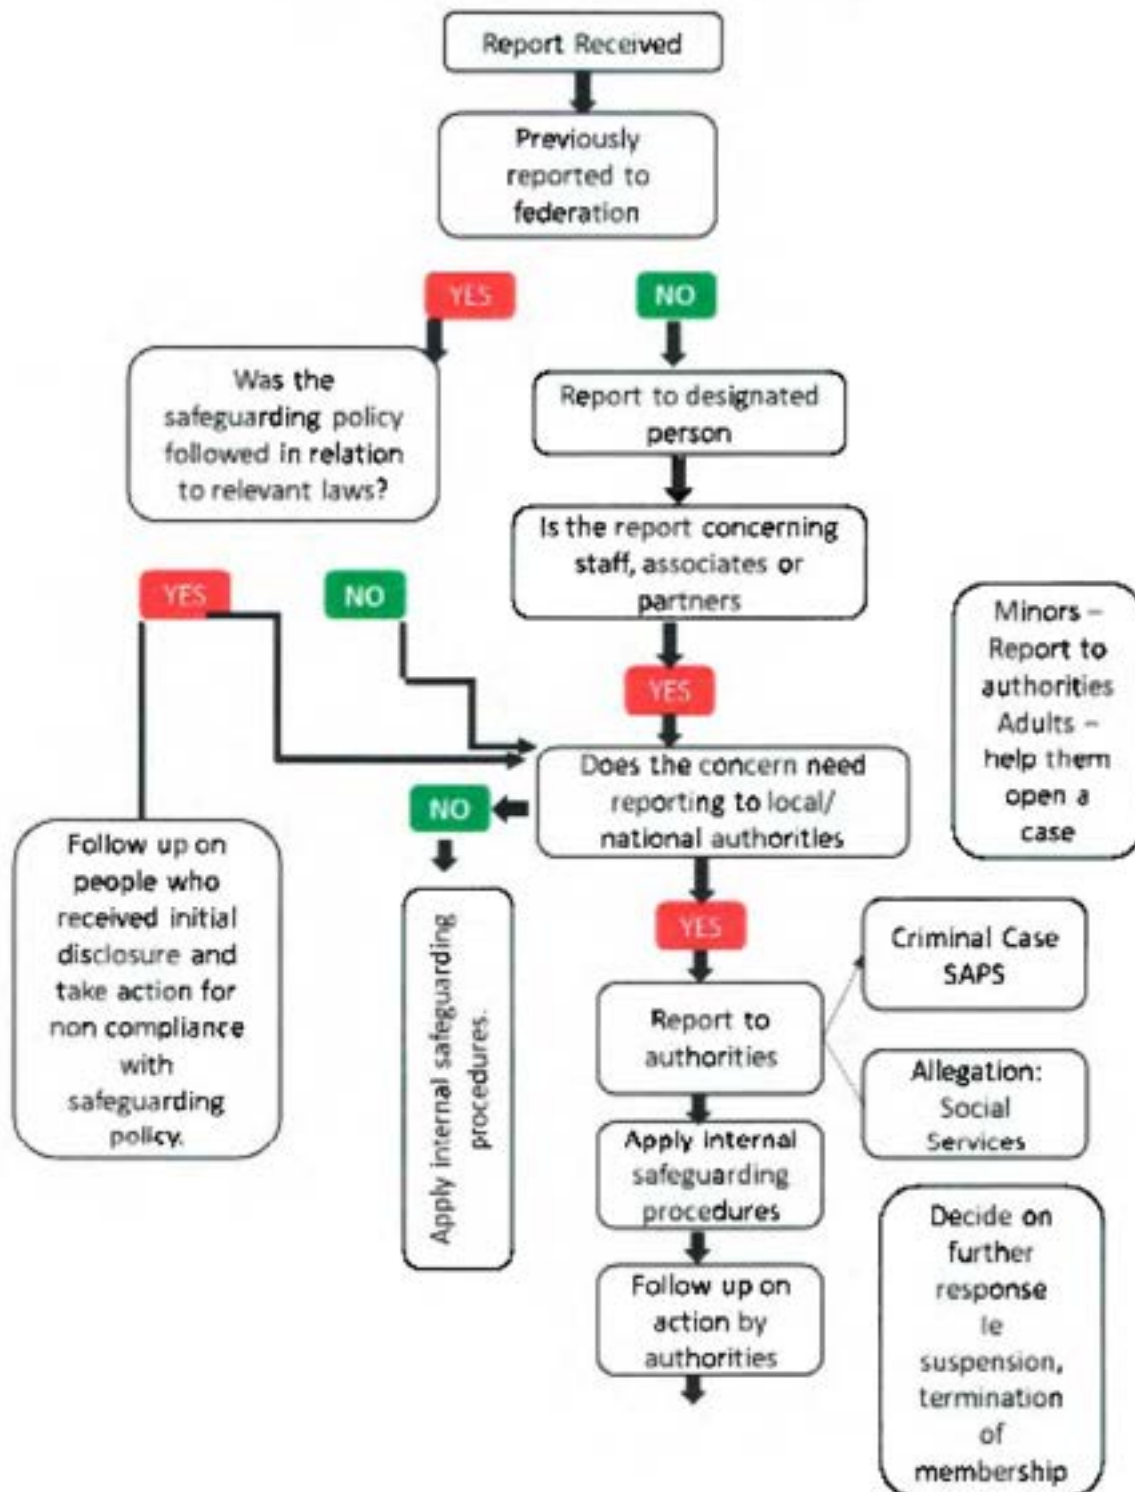 Report Received
Previously
reported to
federation
YES
NO
Was the
safeguarding policy
followed in relation
to relevant laws?
Report to designated
person
Is the report concerning
staff, associates or
partners
YES
NO
YES
Minors –
Report to
authorities
Adults –
help them
open a
case
Does the concern need
reporting to local/
national authorities
NO
Follow up on
people who
received initial
disclosure and
take action for
non compliance
with
safeguarding
policy.
Apply internal safeguarding
procedures.
YES
Report to
authorities
Criminal Case
SAPS
Allegation:
Social
Services
Apply internal
safeguarding
procedures
Follow up on
action by
authorities
Decide on
further
response
ie
suspension,
termination
of
membership